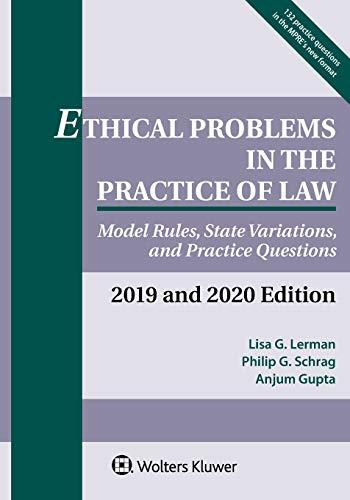 132 practice questions
in the MPRE's new format
ETHICAL PROBLEMS
IN THE
PRACTICE OF LAW
Model Rules, State Variations,
and Practice Questions
2019 and 2020 Edition
Lisa G. Lerman
Philip G. Schrag
Anjum Gupta
Wolters Kluwer